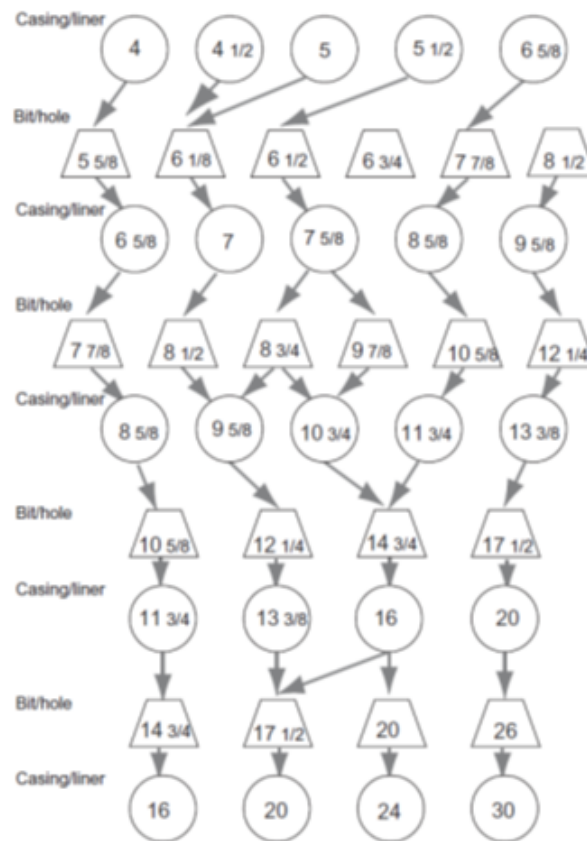 Casing/liner
4 4 1/2 5 5 1/2 6 5/8
Bit/hole
5 5/8 6 1/8 6 1/2 6 3/4 7 7/8 8 1/2
Casing/liner
6 5/8 7 7 5/8 8 5/8 9 5/8
Bit/hole
7 7/8 8 1/2 8 3/4 9 7/8 10 5/8 12 1/4
Casing/liner
8 5/8 9 5/8 10 3/4 11 3/4 13 3/8
Bit/hole
10 5/8 12 1/4 14 3/4 17 1/2
Casing/liner
11 3/4 13 3/8 16 20
Bit/hole
14 3/4 17 1/2 20 26
Casing/liner
16 20 24 30